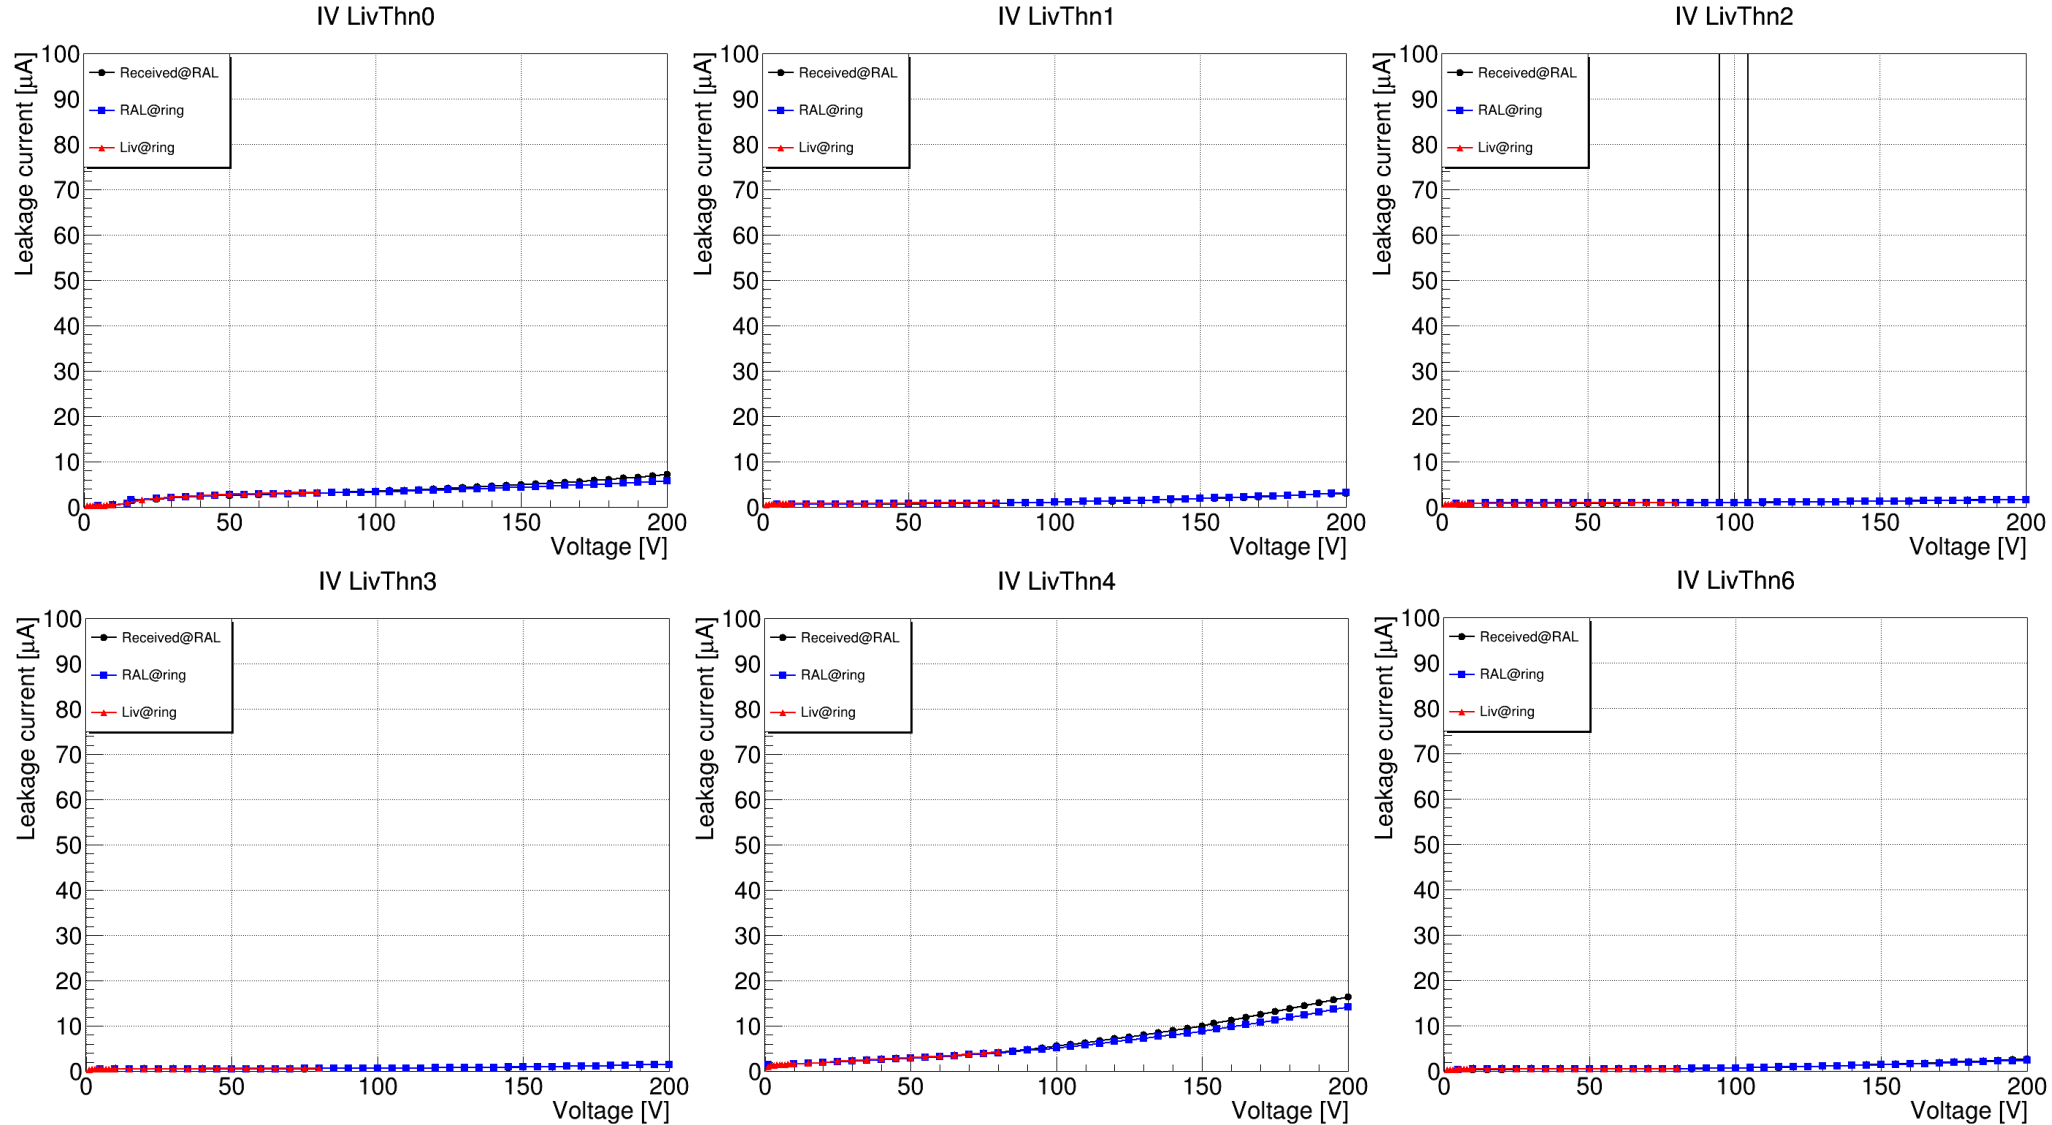 IV LivThn0
Leakage current [μA]
100
90
80
70
60
50
40
30
20
10
0
Received@RAL
RAL@ring
Liv@ring
0 50 100 150 200
Voltage [V]
IV LivThn1
Leakage current [μA]
100
90
80
70
60
50
40
30
20
10
0
Received@RAL
RAL@ring
Liv@ring
0 50 100 150 200
Voltage [V]
IV LivThn2
Leakage current [μA]
100
90
80
70
60
50
40
30
20
10
0
Received@RAL
RAL@ring
Liv@ring
0 50 100 150 200
Voltage [V]
IV LivThn3
Leakage current [μA]
100
90
80
70
60
50
40
30
20
10
0
Received@RAL
RAL@ring
Liv@ring
0 50 100 150 200
Voltage [V]
IV LivThn4
Leakage current [μA]
100
90
80
70
60
50
40
30
20
10
0
Received@RAL
RAL@ring
Liv@ring
0 50 100 150 200
Voltage [V]
IV LivThn6
Leakage current [μA]
100
90
80
70
60
50
40
30
20
10
0
Received@RAL
RAL@ring
Liv@ring
0 50 100 150 200
Voltage [V]